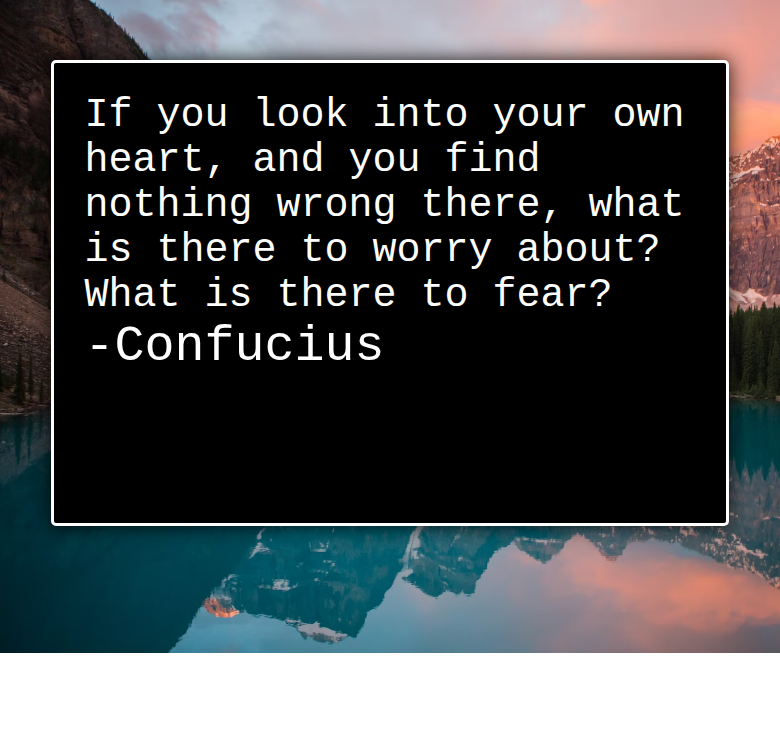 If you look into your own
heart, and you find
nothing wrong there, what
is there to worry about?
What is there to fear?
-Confucius